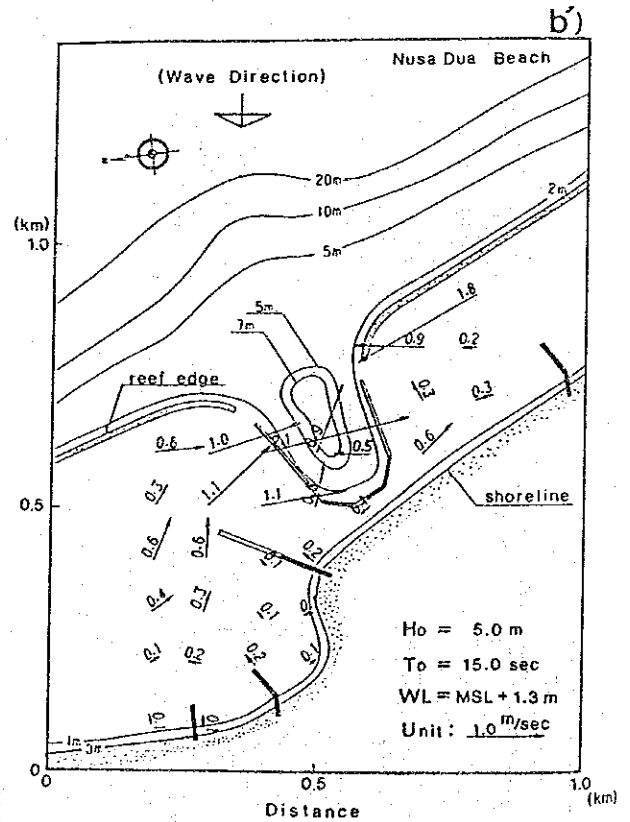 b')
Nusa Dua Beach
(Wave Direction)
20m
10m
5m
2m
(km)
1.0
5m
7m
1.8
0.9
0.2
reef edge
0.3
0.3
0.6
1.0
1.1
0.5
0.6
0.3
1.1
1.1
0.5
shoreline
0.6
0.6
0.2
0.1
0.4
0.3
0.1
0.1
0.2
0.2
0.1
Ho = 5.0 m
To = 15.0 sec
WL = MSL + 1.3 m
Unit: 1.0 m/sec
1m
0m
0
0
0.5
1.0
(km)
Distance